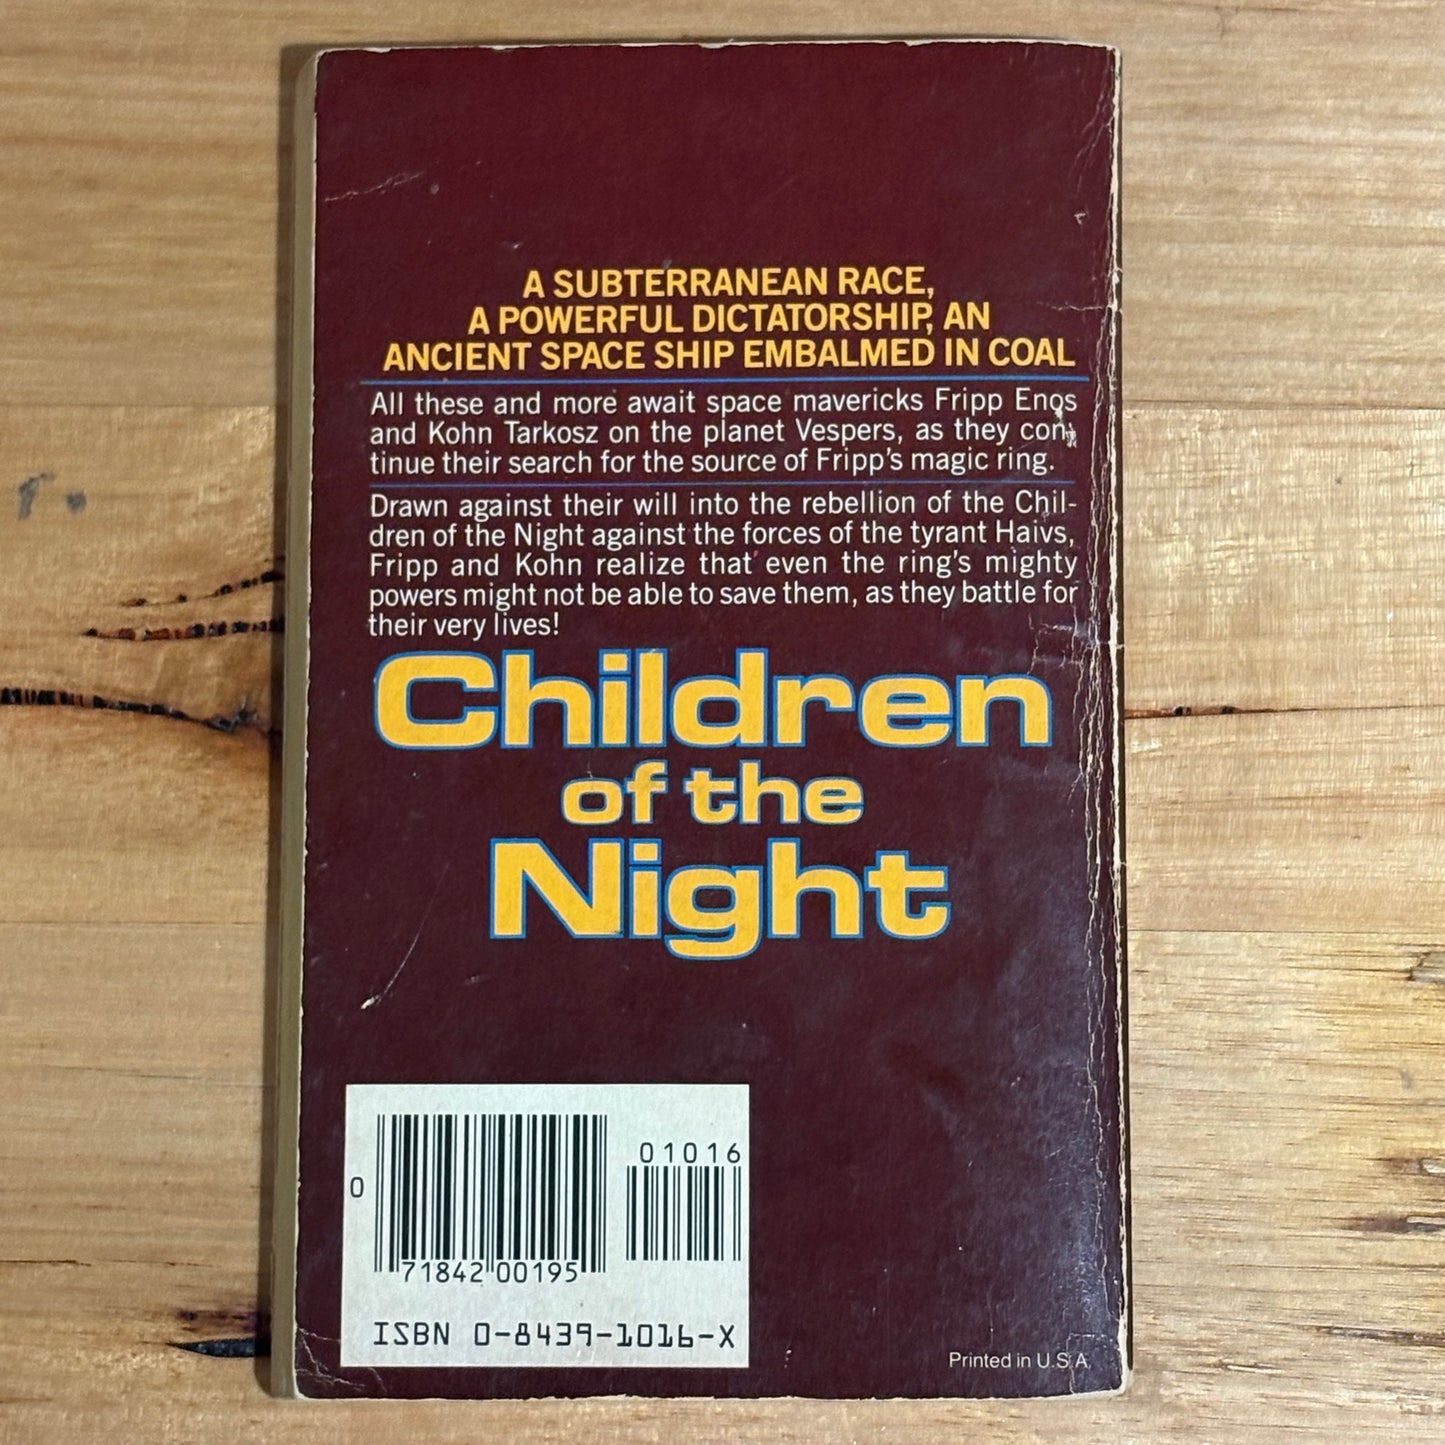 A SUBTERRANEAN RACE,
A POWERFUL DICTATORSHIP, AN
ANCIENT SPACE SHIP EMBALMED IN COAL
All these and more await space mavericks Fripp Enos
and Kohn Tarkosz on the planet Vespers, as they con-
tinue their search for the source of Fripp's magic ring.
Drawn against their will into the rebellion of the Chil-
dren of the Night against the forces of the tyrant Haivs,
Fripp and Kohn realize that even the ring's mighty
powers might not be able to save them, as they battle for
their very lives!
Children
of the
Night
01016
0
71842 00195
ISBN 0-8439-1016-X
Printed in U.S.A.